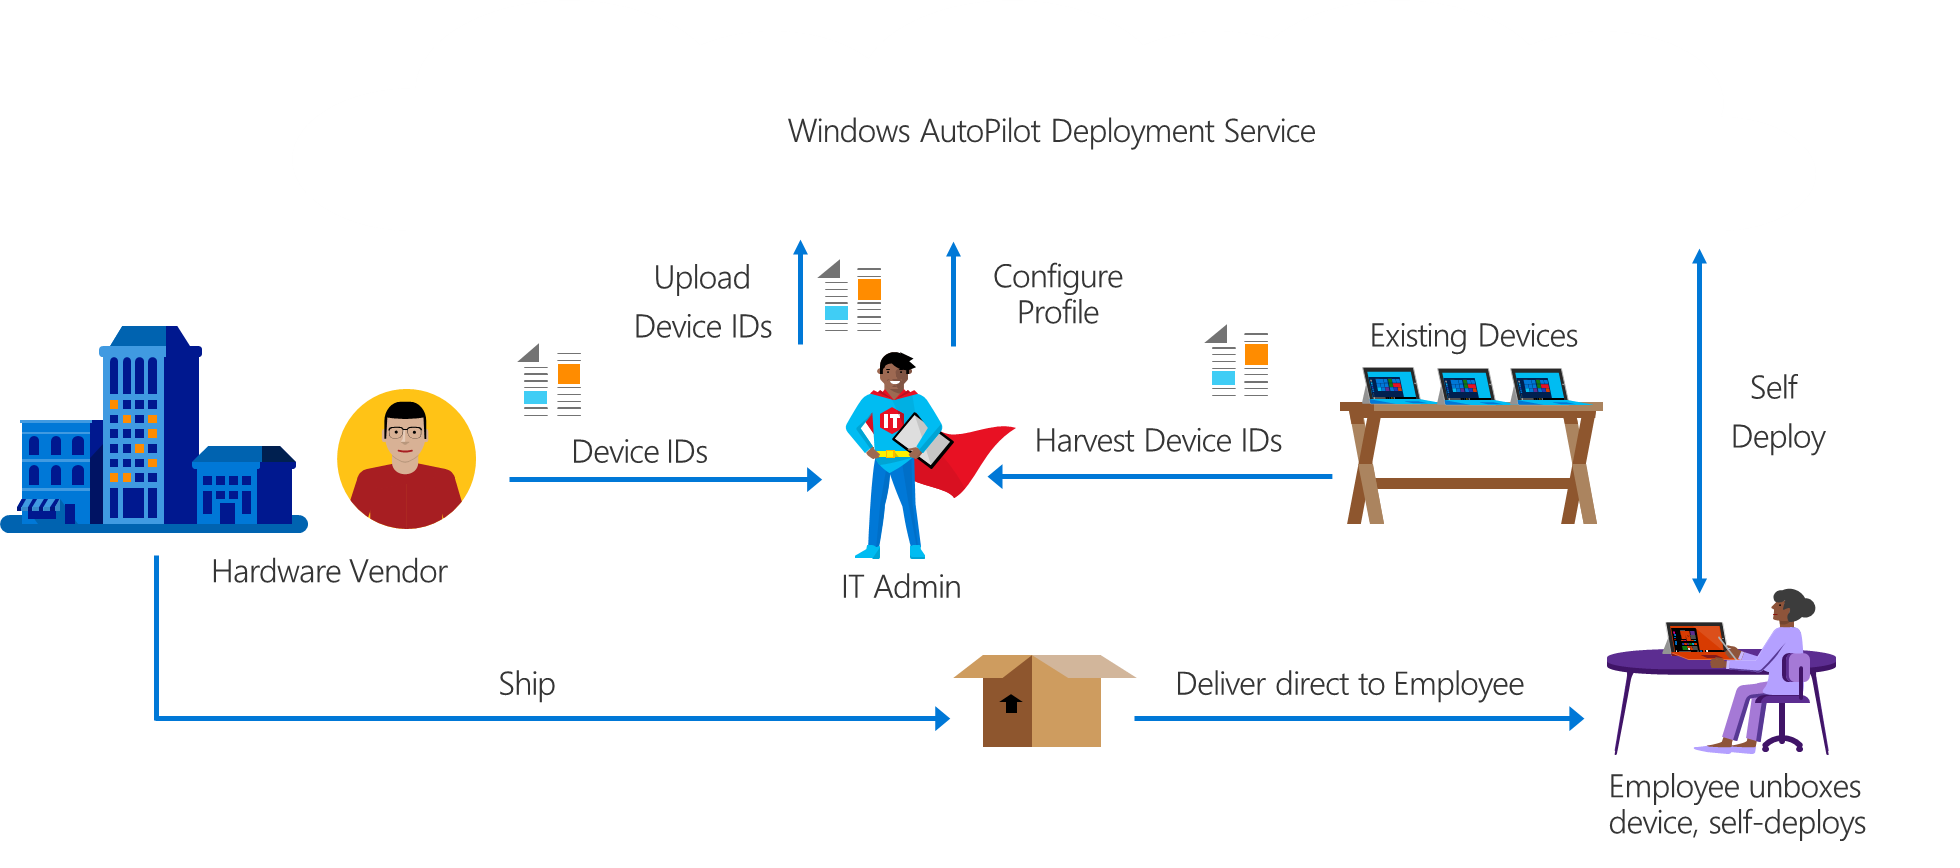 Windows AutoPilot Deployment Service
Upload
Device IDs
Configure
Profile
Existing Devices
Self
Deploy
Device IDs
IT
Harvest Device IDs
Hardware Vendor
IT Admin
Ship
Deliver direct to Employee
Employee unboxes
device, self-deploys